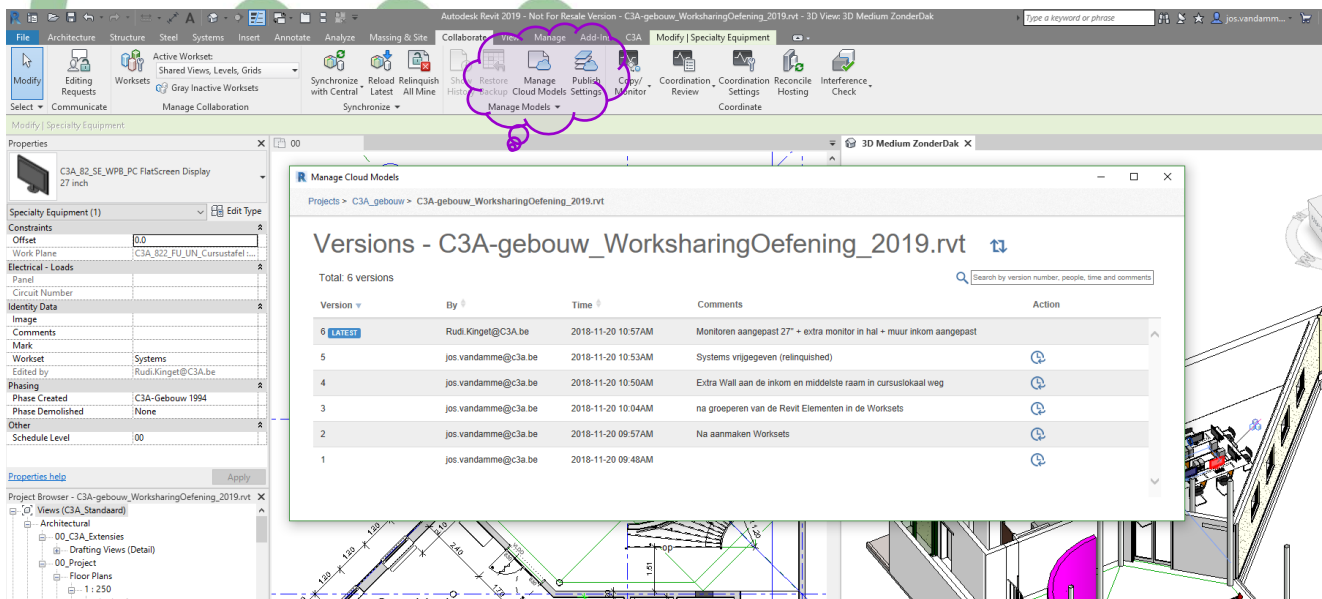 Autodesk Revit 2019 - Not For Resale Version - C3A-gebouw_WorksharingOefening_2019.rvt - 3D View: 3D Medium ZonderDak
Type a keyword or phrase
jos.vandamm...
File Architecture Structure Steel Systems Insert Annotate Analyze Massing & Site Collaborate View Manage Add-Ins C3A Modify | Specialty Equipment
Modify
Editing Requests
Worksets
Active Workset:
Shared Views, Levels, Grids
Gray Inactive Worksets
Synchronize with Central
Reload Latest
Relinquish All Mine
Show History
Restore Backup
Manage Cloud Models
Publish Settings
Copy/ Monitor
Coordination Review
Coordination Settings
Reconcile Hosting
Interference Check
Select Communicate Manage Collaboration Synchronize Manage Models Coordinate
Modify | Specialty Equipment
Properties
00
3D Medium ZonderDak
C3A_82_SE_WPB_PC FlatScreen Display
27 inch
Specialty Equipment (1) Edit Type
Constraints
Offset 0.0
Work Plane C3A_822_FU_UN_Cursustafel :...
Electrical - Loads
Panel
Circuit Number
Identity Data
Image
Comments
Mark
Workset Systems
Edited by Rudi.Kinget@C3A.be
Phasing
Phase Created C3A-Gebouw 1994
Phase Demolished None
Other
Schedule Level 00
Properties help Apply
Project Browser - C3A-gebouw_WorksharingOefening_2019.rvt
Views (C3A_Standaard)
Architectural
00_C3A_Extensies
Drafting Views (Detail)
00_Project
Floor Plans
1 : 250
Manage Cloud Models
Projects > C3A_gebouw > C3A-gebouw_WorksharingOefening_2019.rvt
Versions - C3A-gebouw_WorksharingOefening_2019.rvt
Total: 6 versions
Search by version number, people, time and comments
Version By Time Comments Action
6 LATEST Rudi.Kinget@C3A.be 2018-11-20 10:57AM Monitoren aangepast 27" + extra monitor in hal + muur inkom aangepast
5 jos.vandamme@c3a.be 2018-11-20 10:53AM Systems vrijgegeven (relinquished)
4 jos.vandamme@c3a.be 2018-11-20 10:50AM Extra Wall aan de inkom en middelste raam in cursuslokaal weg
3 jos.vandamme@c3a.be 2018-11-20 10:04AM na groeperen van de Revit Elementen in de Worksets
2 jos.vandamme@c3a.be 2018-11-20 09:57AM Na aanmaken Worksets
1 jos.vandamme@c3a.be 2018-11-20 09:48AM
1.20
2.10
1.20
2.40
1.20
1.70
op
1.51